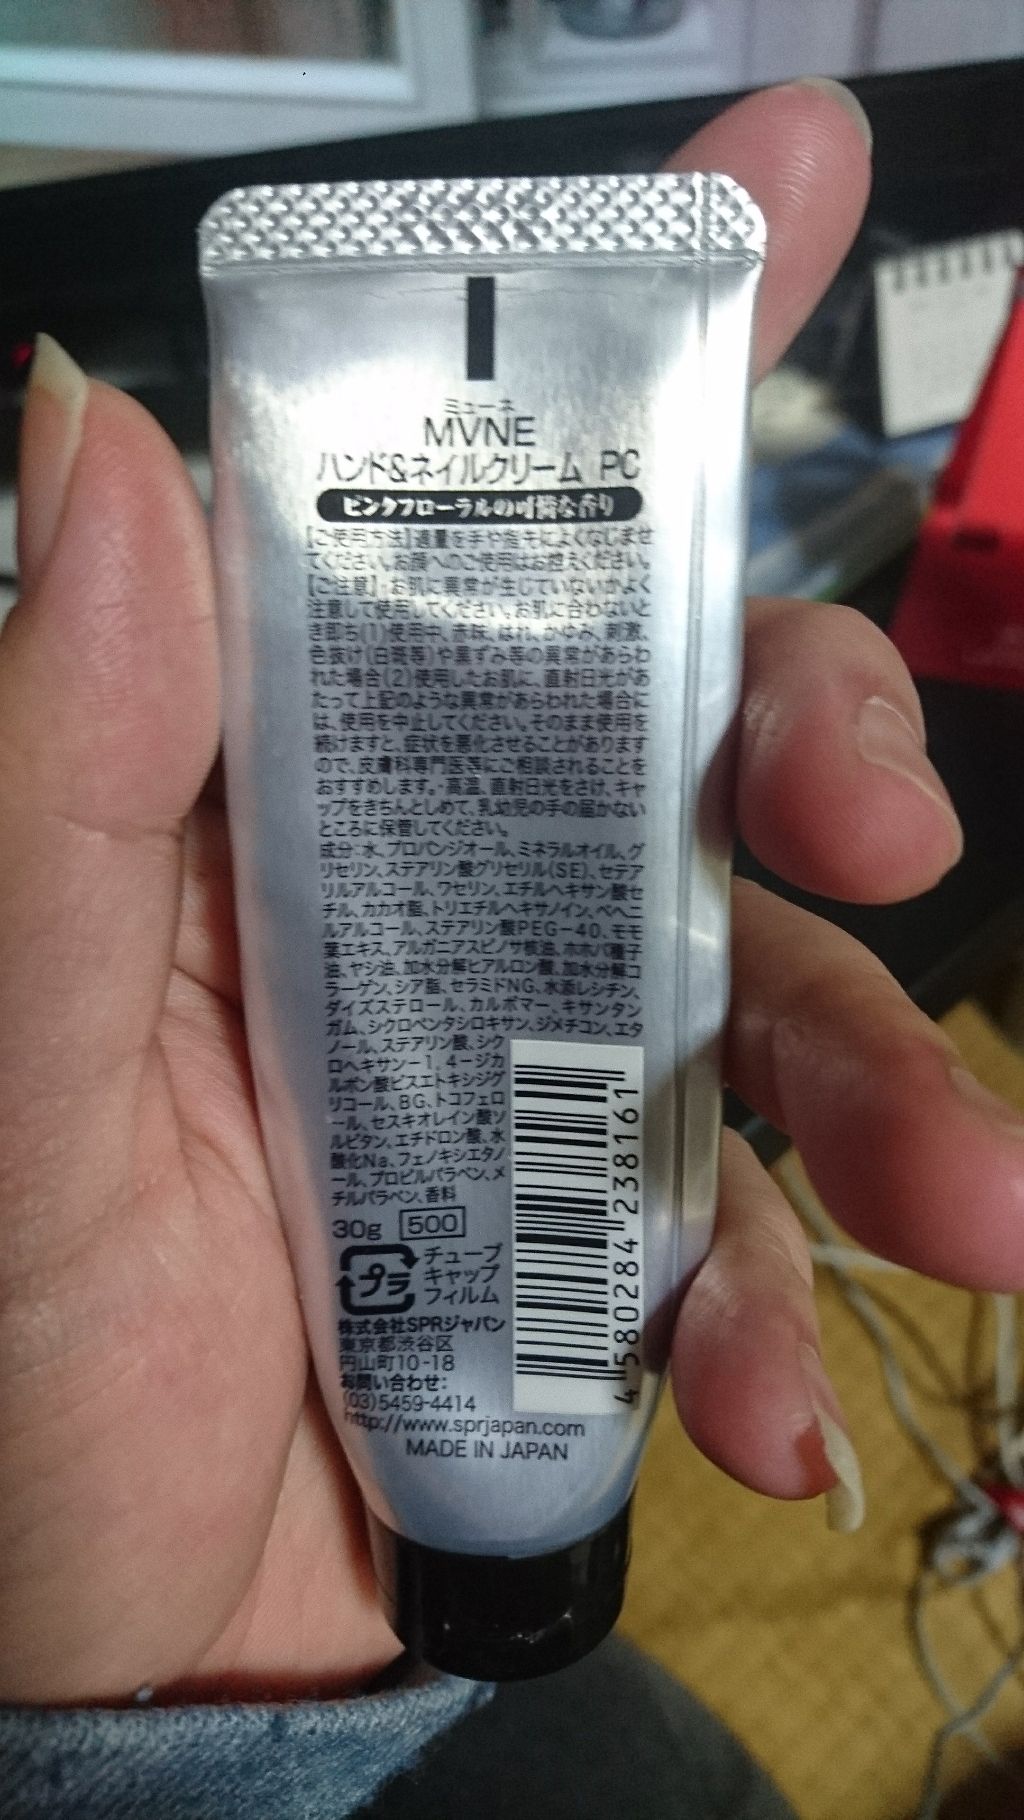 ミューネ
MVNE
ハンド&ネイルクリーム PC
ピンクフローラルの可憐な香り
【ご使用方法】適量を手や指先によくなじませ
てください。お顔へのご使用はお控えください。
【ご注意】・お肌に異常が生じていないかよく
注意して使用してください。お肌に合わないと
き即ち(1)使用中、赤味、はれ、かゆみ、刺激、
色抜け(白斑等)や黒ずみ等の異常があらわ
れた場合(2)使用したお肌に、直射日光があ
たって上記のような異常があらわれた場合に
は、使用を中止してください。そのまま使用を
続けますと、症状を悪化させることがあります
ので、皮膚科専門医等にご相談されることを
おすすめします。・高温、直射日光をさけ、キャ
ップをきちんとしめて、乳幼児の手の届かない
ところに保管してください。
成分:水、プロパンジオール、ミネラルオイル、グ
リセリン、ステアリン酸グリセリル(SE)、セテア
リルアルコール、ワセリン、エチルヘキサン酸セ
チル、カカオ脂、トリエチルヘキサノイン、ベヘニ
ルアルコール、ステアリン酸PEG-40、モモ
葉エキス、アルガニアスピノサ核油、ホホバ種子
油、ヤシ油、加水分解ヒアルロン酸、加水分解コ
ラーゲン、シア脂、セラミドNG、水添レシチン、
ダイズステロール、カルボマー、キサンタン
ガム、シクロペンタシロキサン、ジメチコン、エタ
ノール、ステアリン酸、シク
ロヘキサン-1,4-ジカ
ルボン酸ビスエトキシジグ
リコール、BG、トコフェロ
ール、セスキオレイン酸ソ
ルビタン、エチドロン酸、水
酸化Na、フェノキシエタノ
ール、プロピルパラベン、メ
チルパラベン、香料
30g 500
プラ
チューブ
キャップ
フィルム
株式会社SPRジャパン
東京都渋谷区
円山町10-18
お問い合わせ:
(03)5459-4414
http://www.sprjapan.com
MADE IN JAPAN
4 580284 238161